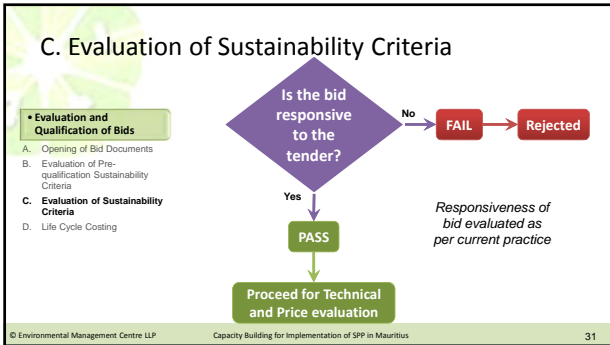 C. Evaluation of Sustainability Criteria
• Evaluation and
Qualification of Bids
A. Opening of Bid Documents
B. Evaluation of Pre-
qualification Sustainability
Criteria
C. Evaluation of Sustainability
Criteria
D. Life Cycle Costing
Is the bid
responsive
to the
tender?
No
FAIL
Rejected
Yes
PASS
Proceed for Technical
and Price evaluation
Responsiveness of
bid evaluated as
per current practice
© Environmental Management Centre LLP
Capacity Building for Implementation of SPP in Mauritius
31